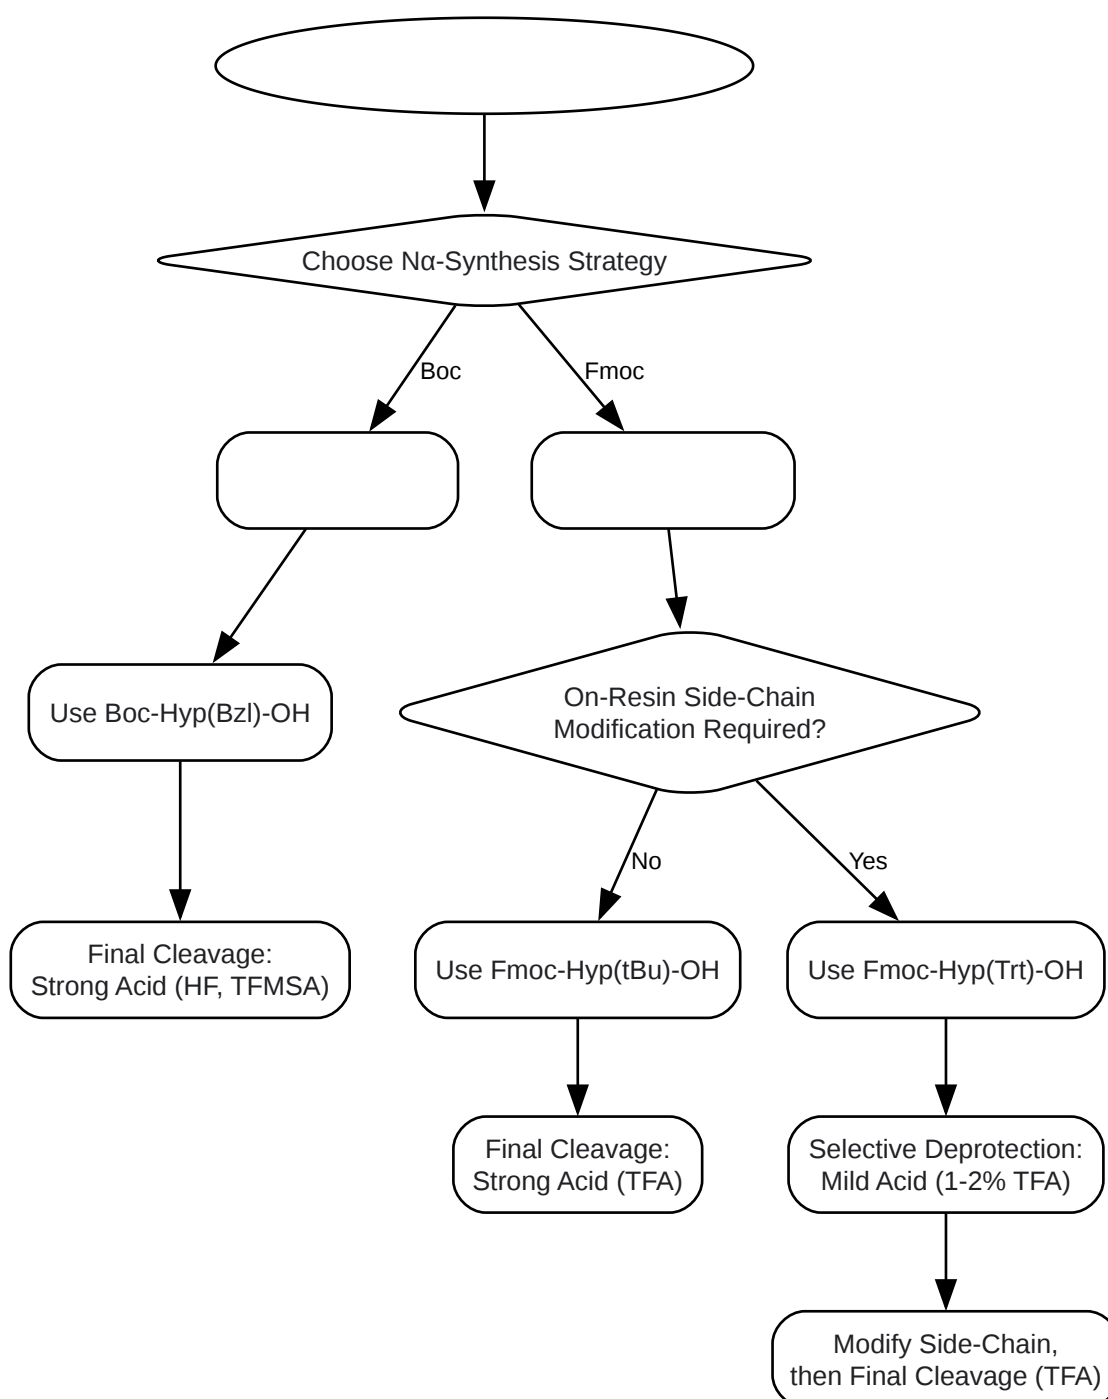 Choose Nα-Synthesis Strategy
Boc
Fmoc
Use Boc-Hyp(Bzl)-OH
On-Resin Side-Chain
Modification Required?
No
Yes
Final Cleavage:
Strong Acid (HF, TFMSA)
Use Fmoc-Hyp(tBu)-OH
Use Fmoc-Hyp(Trt)-OH
Final Cleavage:
Strong Acid (TFA)
Selective Deprotection:
Mild Acid (1-2% TFA)
Modify Side-Chain,
then Final Cleavage (TFA)